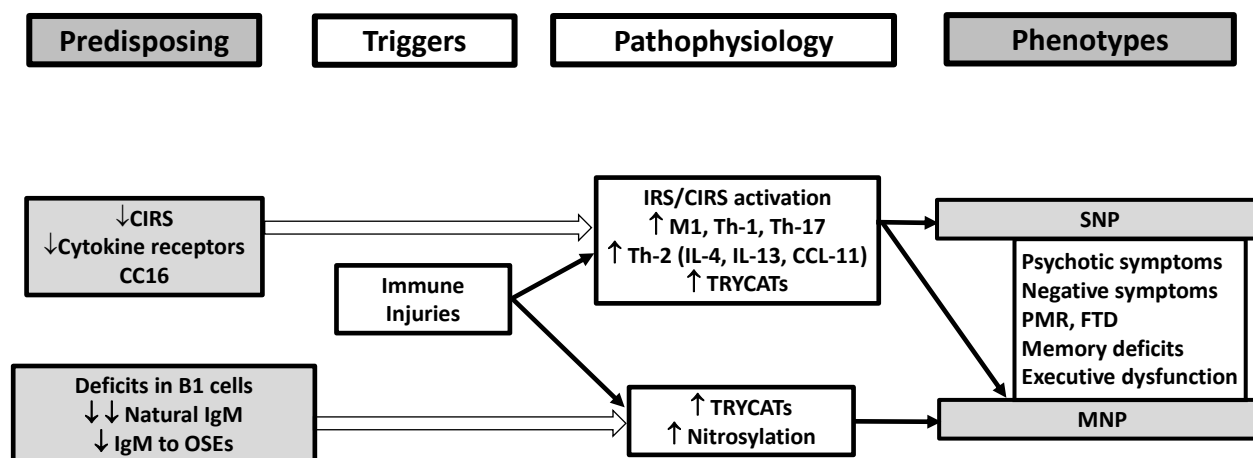 Predisposing
Triggers
Pathophysiology
Phenotypes
↓CIRS
↓Cytokine receptors
CC16
Immune
Injuries
IRS/CIRS activation
↑ M1, Th-1, Th-17
↑ Th-2 (IL-4, IL-13, CCL-11)
↑ TRYCATs
SNP
Psychotic symptoms
Negative symptoms
PMR, FTD
Memory deficits
Executive dysfunction
MNP
Deficits in B1 cells
↓↓ Natural IgM
↓ IgM to OSEs
↑ TRYCATs
↑ Nitrosylation